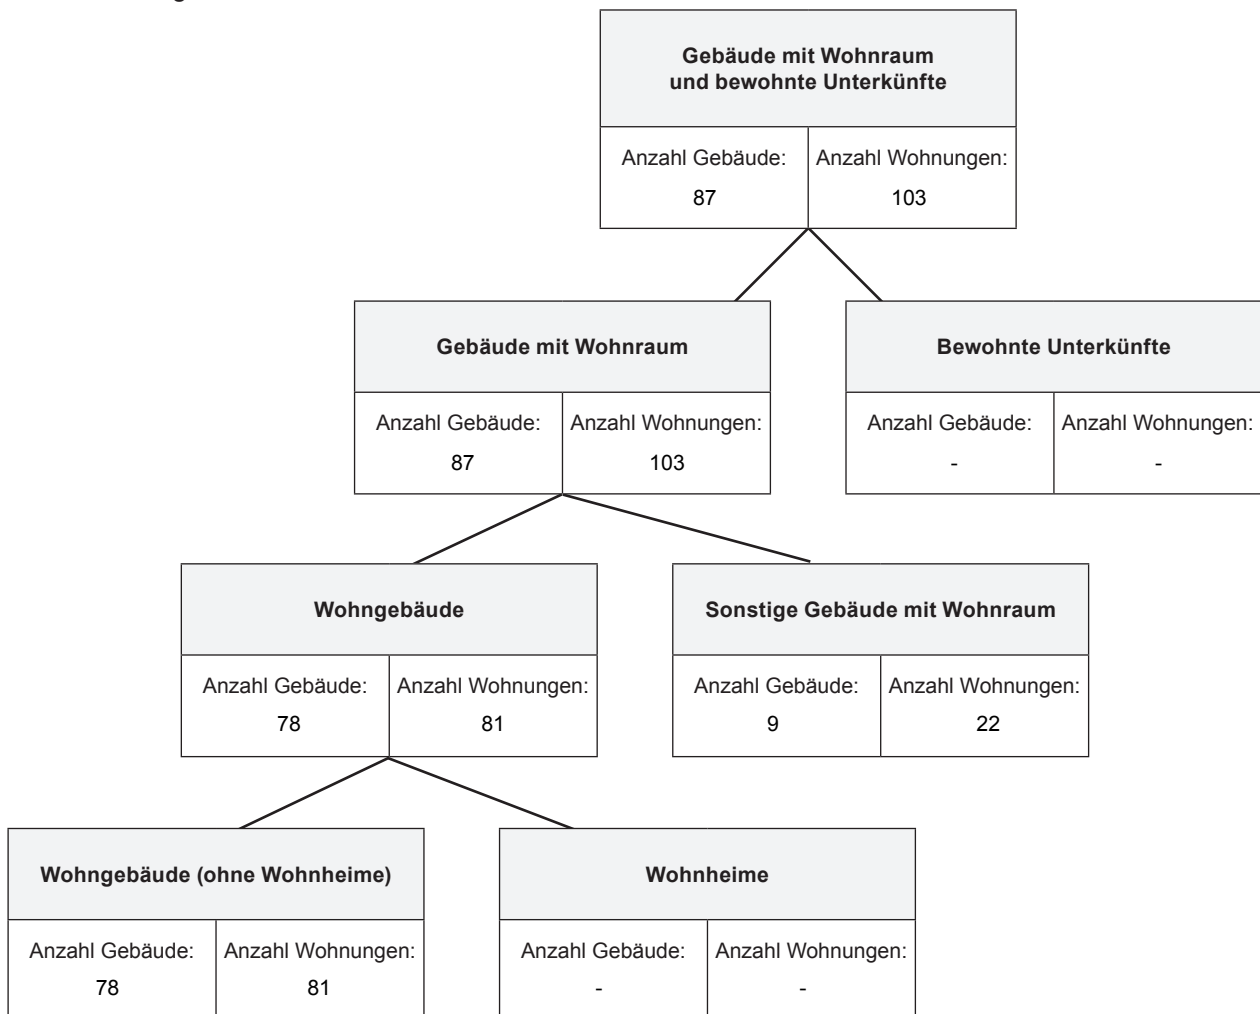 Gebäude mit Wohnraum
und bewohnte Unterkünfte
Anzahl Gebäude: Anzahl Wohnungen:
87 103
Gebäude mit Wohnraum
Anzahl Gebäude: Anzahl Wohnungen:
87 103
Bewohnte Unterkünfte
Anzahl Gebäude: Anzahl Wohnungen:
- -
Wohngebäude
Anzahl Gebäude: Anzahl Wohnungen:
78 81
Sonstige Gebäude mit Wohnraum
Anzahl Gebäude: Anzahl Wohnungen:
9 22
Wohngebäude (ohne Wohnheime)
Anzahl Gebäude: Anzahl Wohnungen:
78 81
Wohnheime
Anzahl Gebäude: Anzahl Wohnungen:
- -